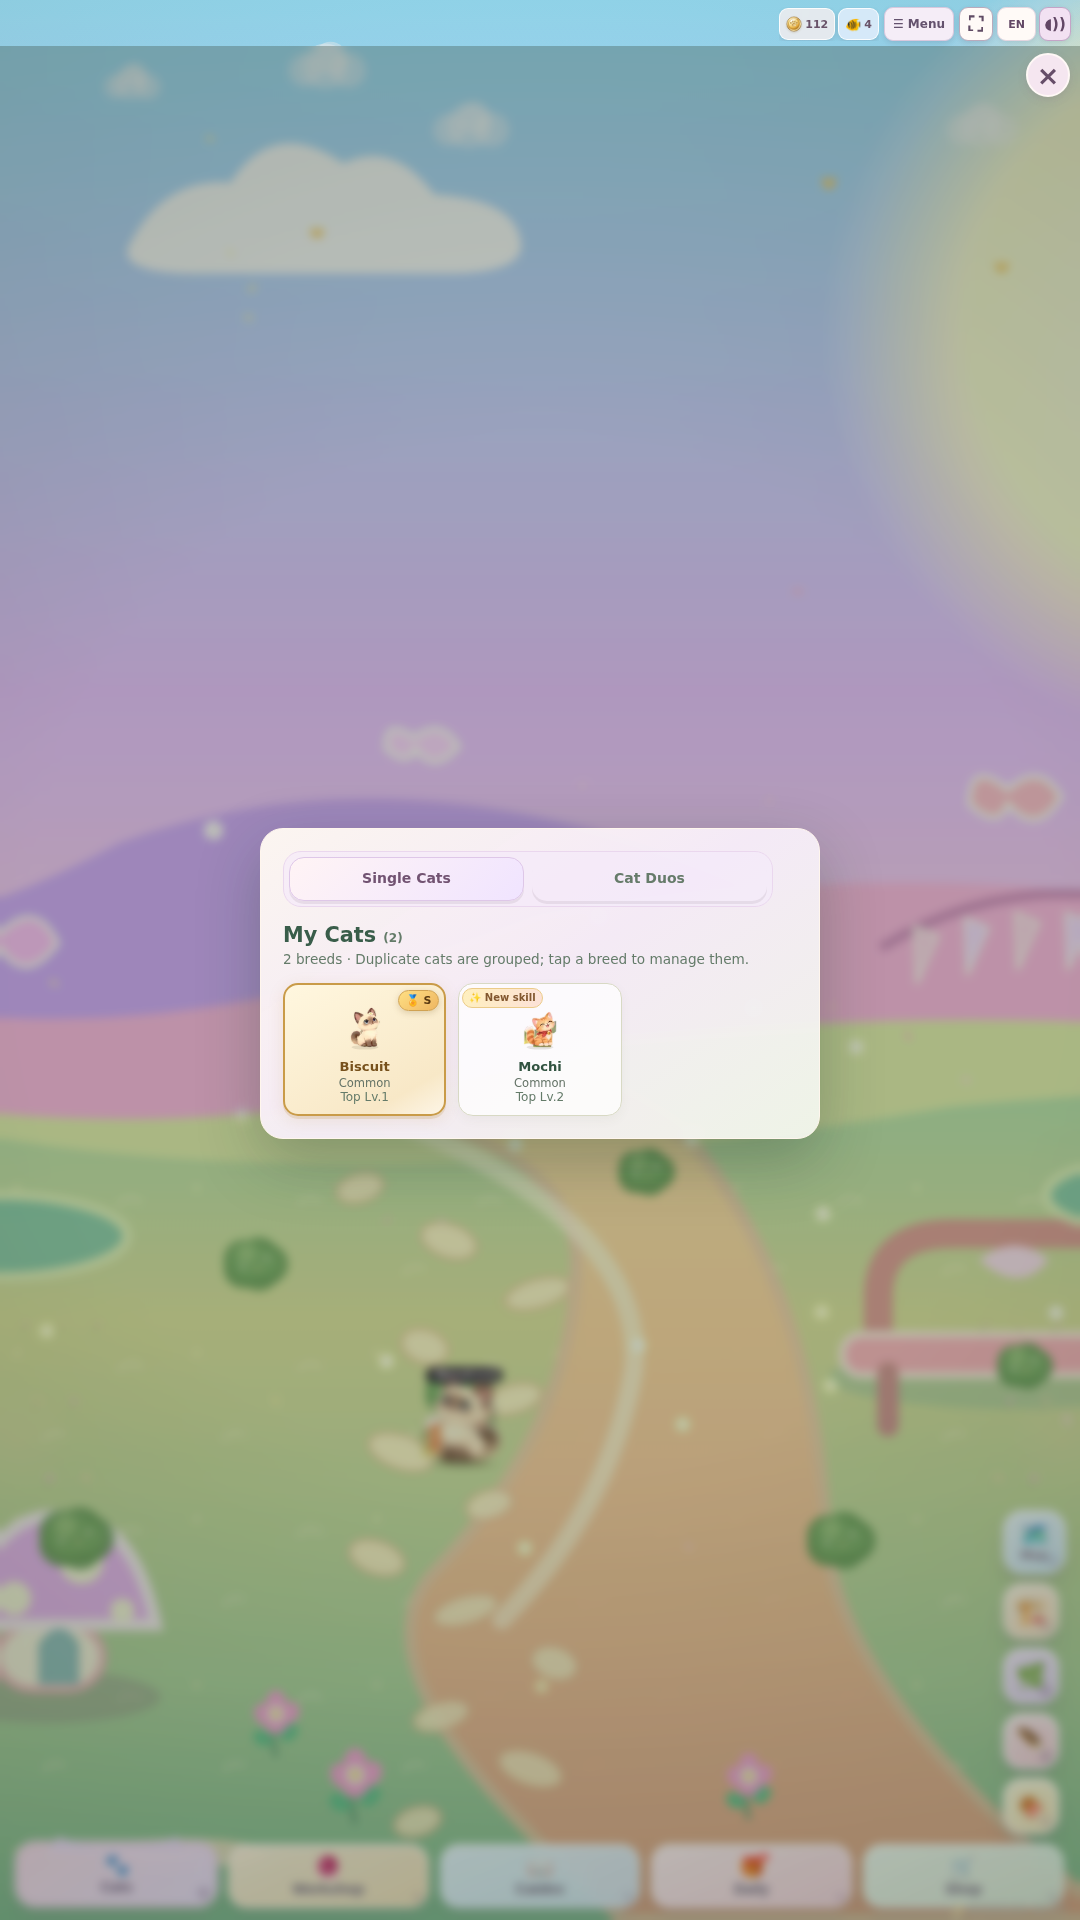 112
4
☰ Menu
EN
Single Cats
Cat Duos
My Cats (2)
2 breeds · Duplicate cats are grouped; tap a breed to manage them.
S
Biscuit
Common
Top Lv.1
New skill
Mochi
Common
Top Lv.2